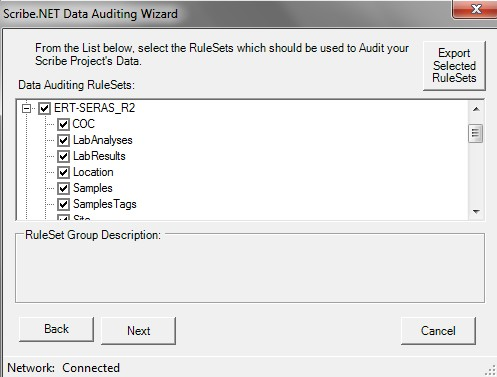 Scribe.NET Data Auditing Wizard
From the List below, select the RuleSets which should be used to Audit your
Scribe Project's Data.
Export
Selected
RuleSets
Data Auditing RuleSets:
ERT-SERAS_R2
COC
LabAnalyses
LabResults
Location
Samples
SamplesTags
Site
RuleSet Group Description:
Back
Next
Cancel
Network: Connected